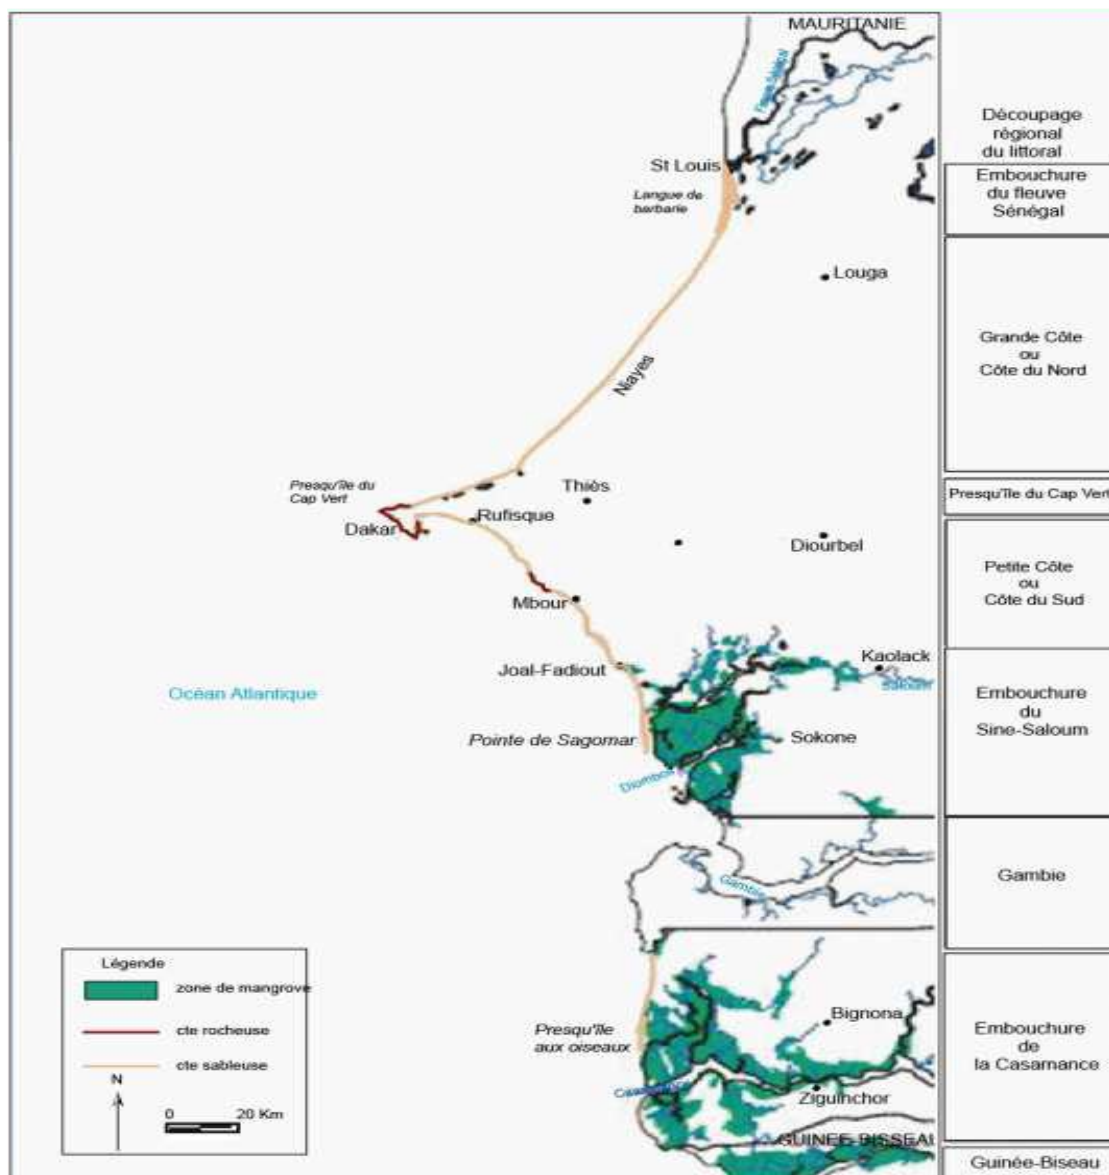 MAURITANIE
Fleuve Sénégal
St Louis
Langue de
barbarie
Louga
Niayes
Presqu'île du
Cap Vert
Thiès
Dakar
Rufisque
Diourbel
Mbour
Joal-Fadiout
Kaolack
Saloum
Océan Atlantique
Pointe de Sagomar
Sokone
Diombos
Gambie
Presqu'île
aux oiseaux
Bignona
Casamance
Ziguinchor
GUINEE-BISSEAU
Légende
zone de mangrove
cte rocheuse
cte sableuse
N
0 20 Km
Découpage
régional
du littoral
Embouchure
du fleuve
Sénégal
Grande Côte
ou
Côte du Nord
Presqu'île du Cap Vert
Petite Côte
ou
Côte du Sud
Embouchure
du
Sine-Saloum
Gambie
Embouchure
de
la Casamance
Guinée-Biseau